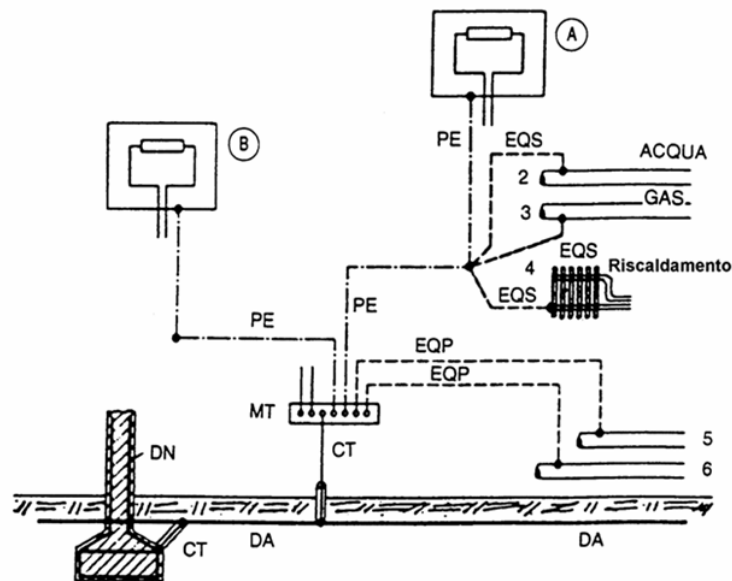 A
B
PE
EQS
ACQUA
2
3
GAS
EQS
4
Riscaldamento
EQS
PE
PE
EQP
EQP
MT
CT
5
6
DN
CT
DA
DA